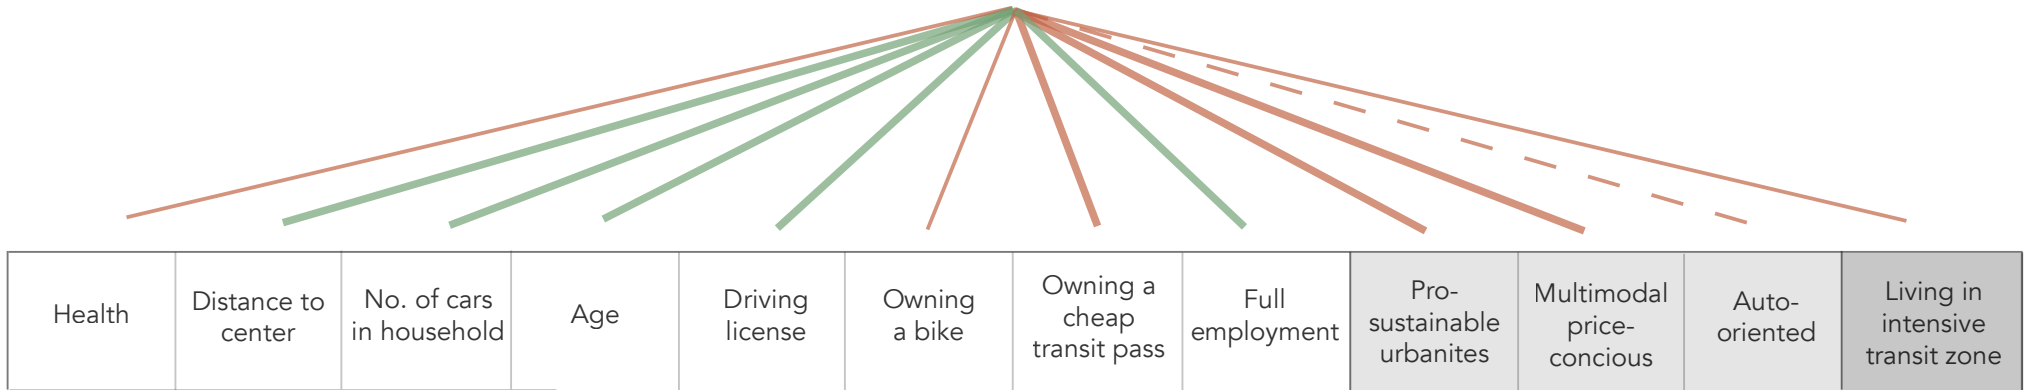 Health
Distance to
center
No. of cars
in household
Age
Driving
license
Owning
a bike
Owning a
cheap
transit pass
Full
employment
Pro-
sustainable
urbanites
Multimodal
price-
concious
Auto-
oriented
Living in
intensive
transit zone